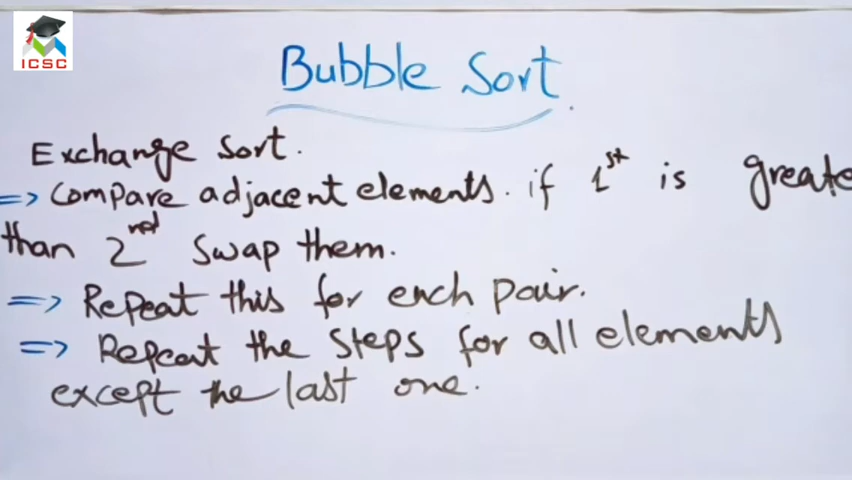 ICSC
Bubble Sort
Exchange Sort.
=> Compare adjacent elements. if 1st is greate
than 2nd swap them.
=> Repeat this for each pair.
=> Repeat the steps for all elements
except the last one.